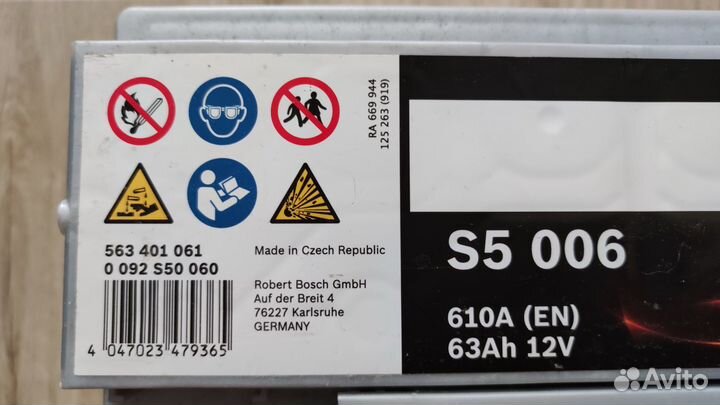 RA 669 944
125 263 (919)
563 401 061
0 092 S50 060
4 047023 479365
Made in Czech Republic
Robert Bosch GmbH
Auf der Breit 4
76227 Karlsruhe
GERMANY
S5 006
610A (EN)
63Ah 12V
Avito